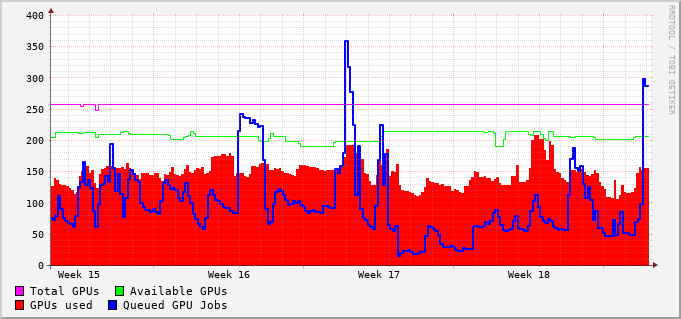 400
350
300
250
200
150
100
50
0
Week 15 Week 16 Week 17 Week 18
Total GPUs Available GPUs
GPUs used Queued GPU Jobs
RRDTOOL / TOBI OETIKER